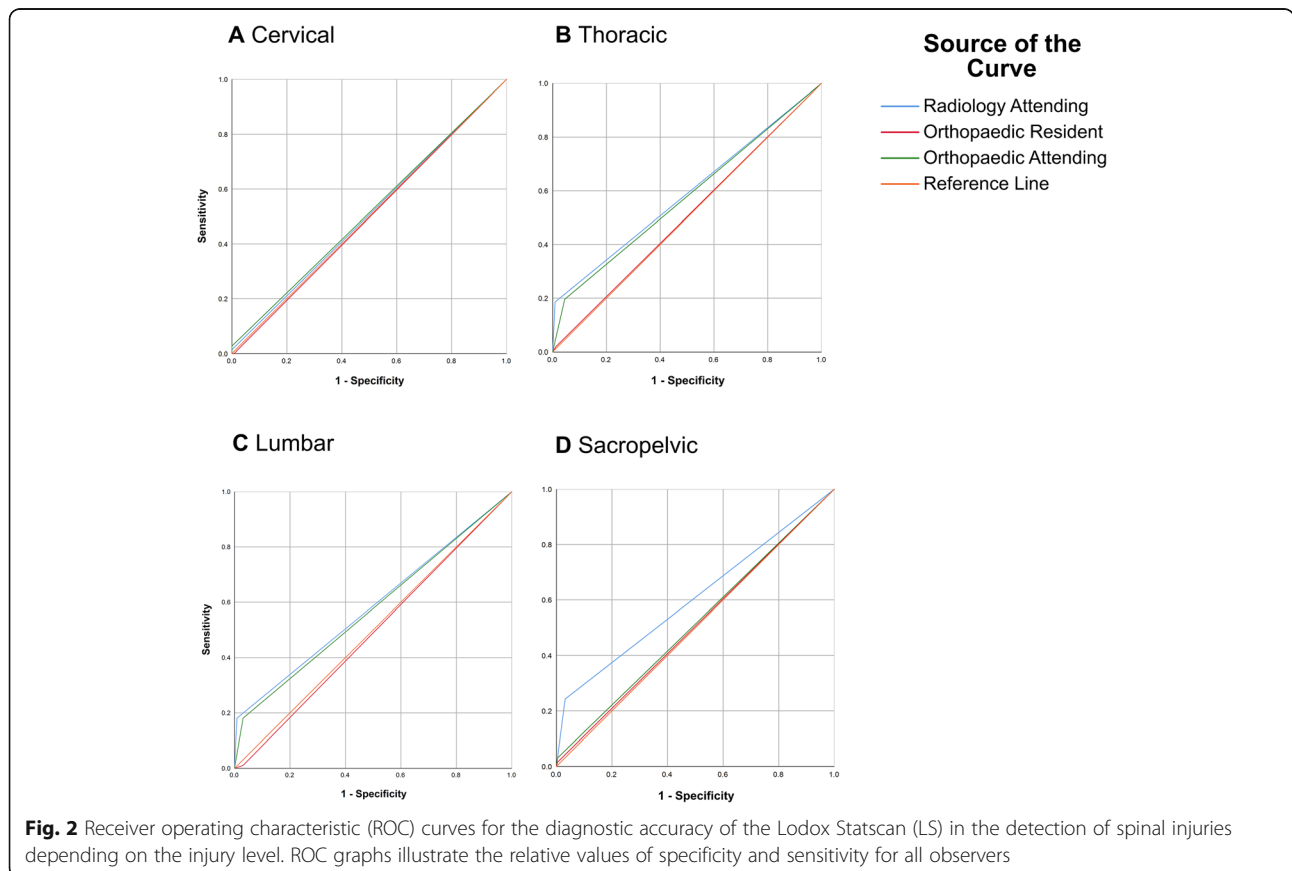 A Cervical
1.0
0.8
0.6
0.4
0.2
0.0
Sensitivity
0.0 0.2 0.4 0.6 0.8 1.0
1 - Specificity
B Thoracic
1.0
0.8
0.6
0.4
0.2
0.0
0.0 0.2 0.4 0.6 0.8 1.0
1 - Specificity
Source of the
Curve
Radiology Attending
Orthopaedic Resident
Orthopaedic Attending
Reference Line
C Lumbar
1.0
0.8
0.6
0.4
0.2
0.0
Sensitivity
0.0 0.2 0.4 0.6 0.8 1.0
1 - Specificity
D Sacropelvic
1.0
0.8
0.6
0.4
0.2
0.0
0.0 0.2 0.4 0.6 0.8 1.0
1 - Specificity
Fig. 2 Receiver operating characteristic (ROC) curves for the diagnostic accuracy of the Lodox Statscan (LS) in the detection of spinal injuries
depending on the injury level. ROC graphs illustrate the relative values of specificity and sensitivity for all observers